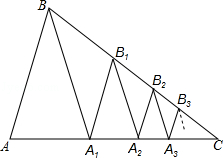 B
B₁
B₂
B₃
A A₁ A₂ A₃ C